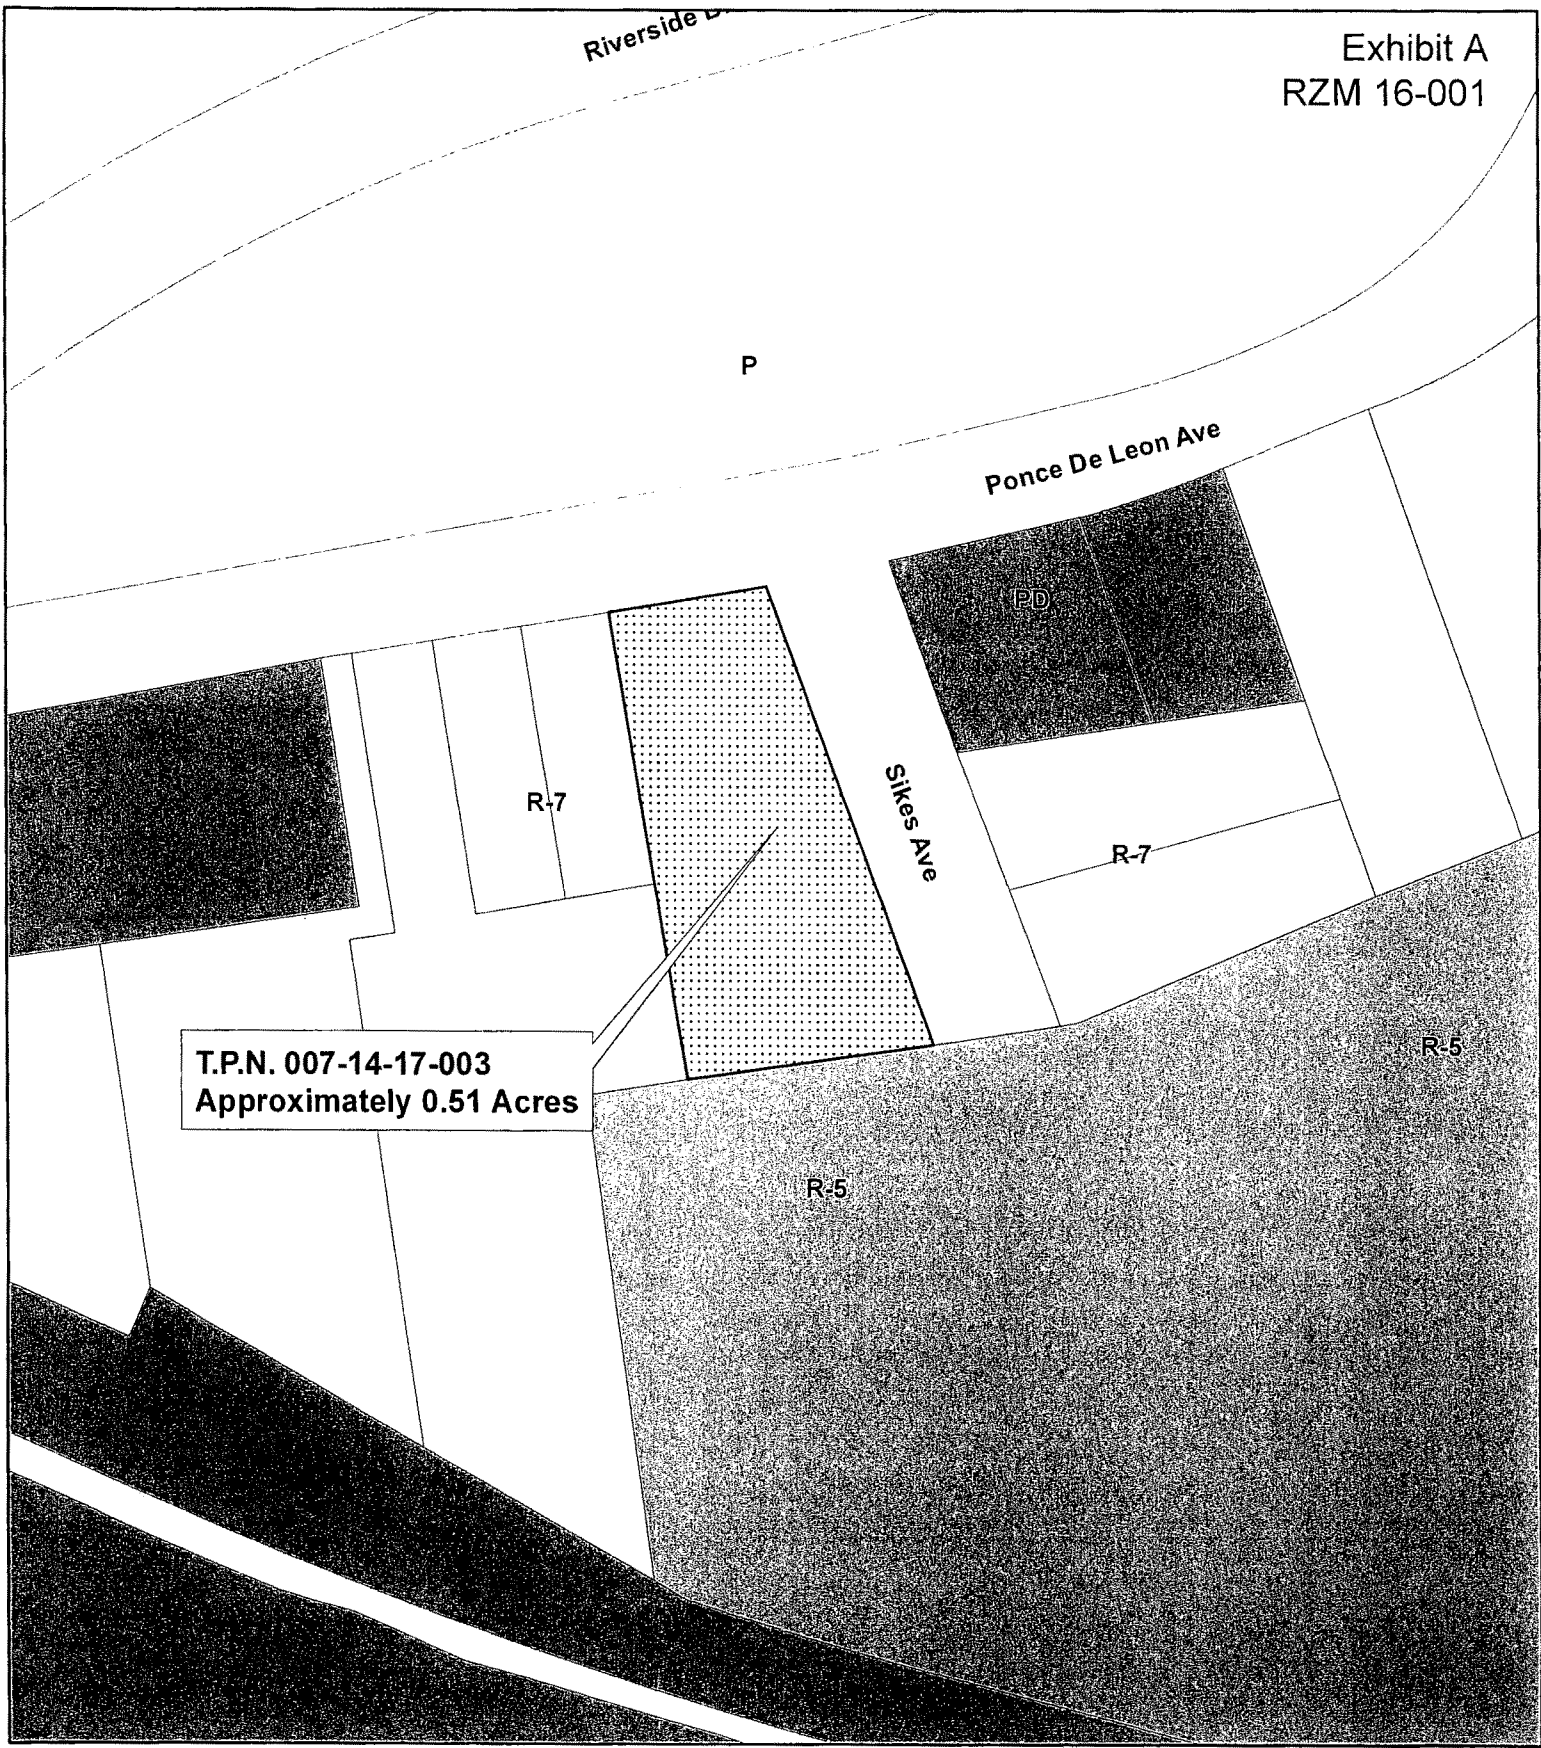 Riverside
Exhibit A
RZM 16-001
P
Ponce De Leon Ave
PD
R-7
Sikes Ave
R-7
T.P.N. 007-14-17-003
Approximately 0.51 Acres
R-5
R-5